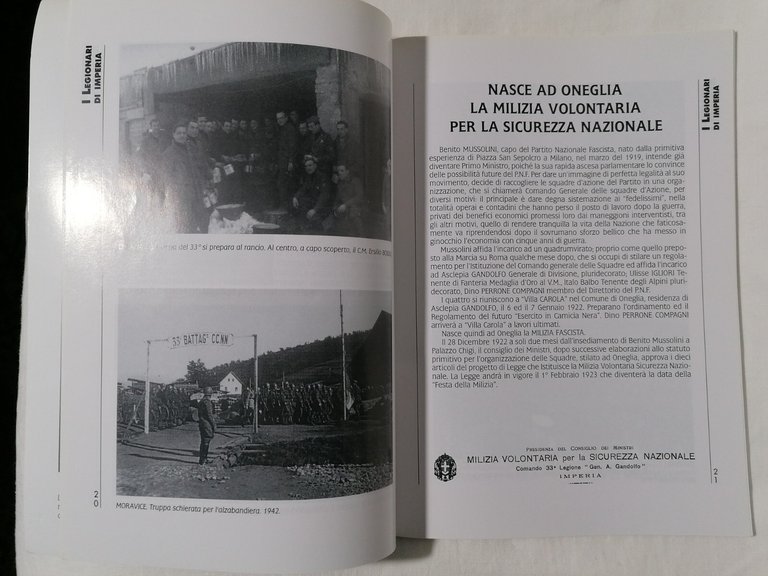 I LEGIONARI
DI IMPERIA
del 33° si prepara al rancio. Al centro, a capo scoperto, il C.M. Ersilio
33° BATTAG° CC.NN.
MORAVICE. Truppa schierata per l'alzabandiera. 1942.
20
I LEGIONARI
DI IMPERIA
NASCE AD ONEGLIA
LA MILIZIA VOLONTARIA
PER LA SICUREZZA NAZIONALE
Benito MUSSOLINI, capo del Partito Nazionale Fascista, nato dalla primitiva
esperienza di Piazza San Sepolcro a Milano, nel marzo del 1919, intende già
diventare Primo Ministro, poiché la sua rapida ascesa parlamentare lo convince
delle possibilità future del P.N.F. Per dare un'immagine di perfetta legalità al suo
movimento, decide di raccogliere le squadre d'azione del Partito in una orga-
nizzazione, che si chiamerà Comando Generale delle squadre d'Azione, per
diversi motivi: il principale è dare degna sistemazione ai "fedelissimi", nella
totalità operai e contadini che hanno perso il posto di lavoro dopo la guerra,
privati dei benefici economici promessi loro dai maneggioni interventisti, tra
gli altri motivi, quello di rendere tranquilla la vita della Nazione che faticosa-
mente va riprendendosi dopo il sovrumano sforzo bellico che ha messo in
ginocchio l'economia con cinque anni di guerra.
Mussolini affida l'incarico ad un quadrumvirato; proprio come quello prepo-
sto alla Marcia su Roma qualche mese dopo, che si occupi di stilare un regola-
mento per l'Istituzione del Comando generale delle Squadre ed affida l'incarico
ad Asclepia GANDOLFO Generale di Divisione, pluridecorato; Ulisse IGLIORI Te-
nente di Fanteria Medaglia d'Oro al V.M., Italo Balbo Tenente degli Alpini pluri-
decorato, Dino PERRONE COMPAGNI membro del Direttorio del P.N.F.
I quattro si riuniscono a "Villa CAROLA" nel Comune di Oneglia, residenza di
Asclepia GANDOLFO, il 6 ed il 7 Gennaio 1922. Preparano l'ordinamento ed il
Regolamento del futuro "Esercito in Camicia Nera". Dino PERRONE COMPAGNI
arriverà a "Villa Carola" a lavori ultimati.
Nasce quindi ad Oneglia la MILIZIA FASCISTA.
Il 28 Dicembre 1922 a soli due mesi dall'insediamento di Benito Mussolini a
Palazzo Chigi, il consiglio dei Ministri, dopo successive elaborazioni allo statuto
primitivo per l'organizzazione delle Squadre, stilato ad Oneglia, approva i dieci
articoli del progetto di Legge che Istituisce la Milizia Volontaria Sicurezza Nazio-
nale. La Legge andrà in vigore il 1° Febbraio 1923 che diventerà la data della
"Festa della Milizia".
PRESIDENZA DEL CONSIGLIO DEI MINISTRI
MILIZIA VOLONTARIA per la SICUREZZA NAZIONALE
Comando 33ª Legione "Gen. A. Gandolfo"
IMPERIA
21